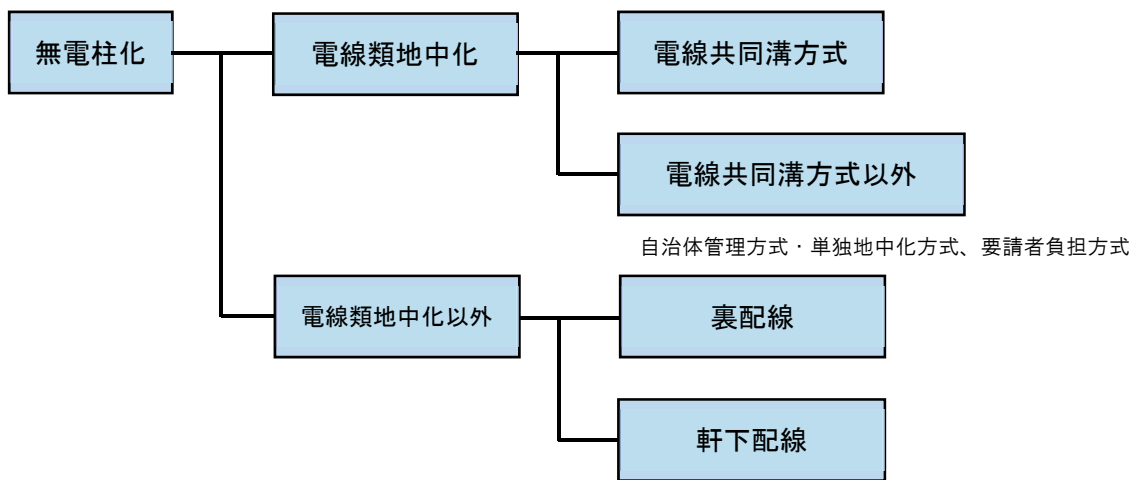 無電柱化
電線類地中化
電線共同溝方式
電線共同溝方式以外
自治体管理方式・単独地中化方式、要請者負担方式
電線類地中化以外
裏配線
軒下配線